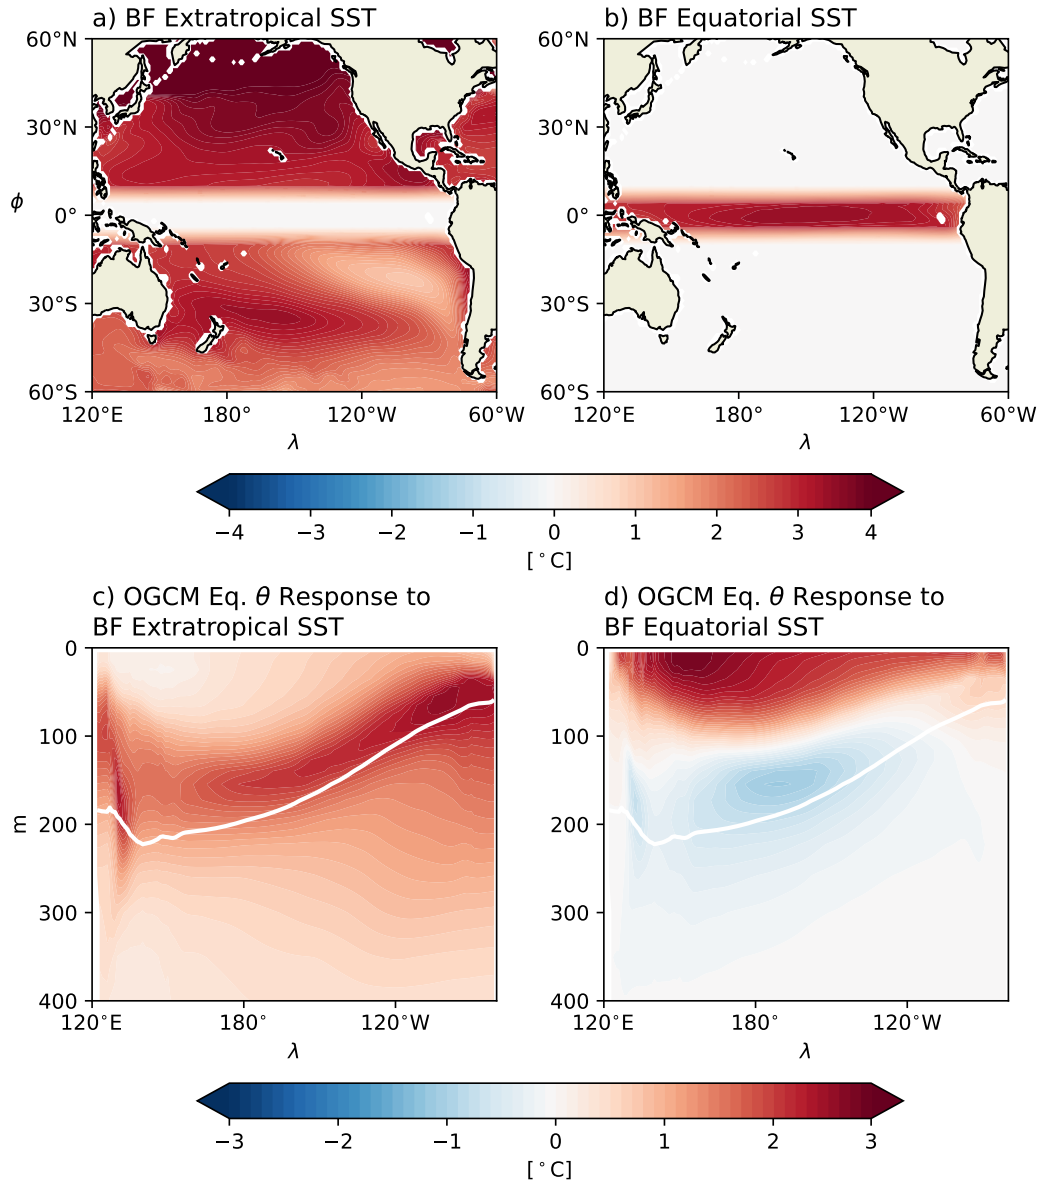 a) BF Extratropical SST
b) BF Equatorial SST
60°N
30°N
ϕ
0°
30°S
60°S
120°E
180°
120°W
60°W
λ
60°N
30°N
0°
30°S
60°S
120°E
180°
120°W
60°W
λ
−4
−3
−2
−1
0
1
2
3
4
[°C]
c) OGCM Eq. θ Response to
BF Extratropical SST
d) OGCM Eq. θ Response to
BF Equatorial SST
0
100
m
200
300
400
120°E
180°
120°W
λ
0
100
200
300
400
120°E
180°
120°W
λ
−3
−2
−1
0
1
2
3
[°C]